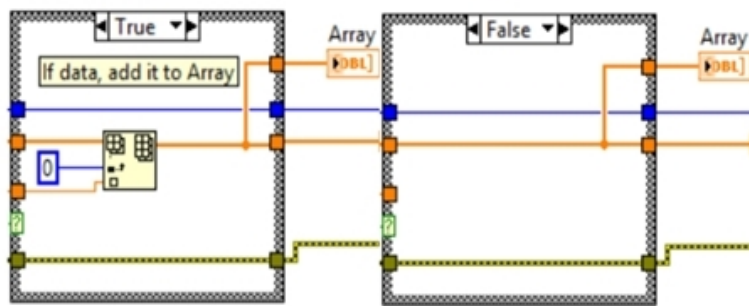 True
Array
DBL]
If data, add it to Array
0
?
False
Array
DBL]
?